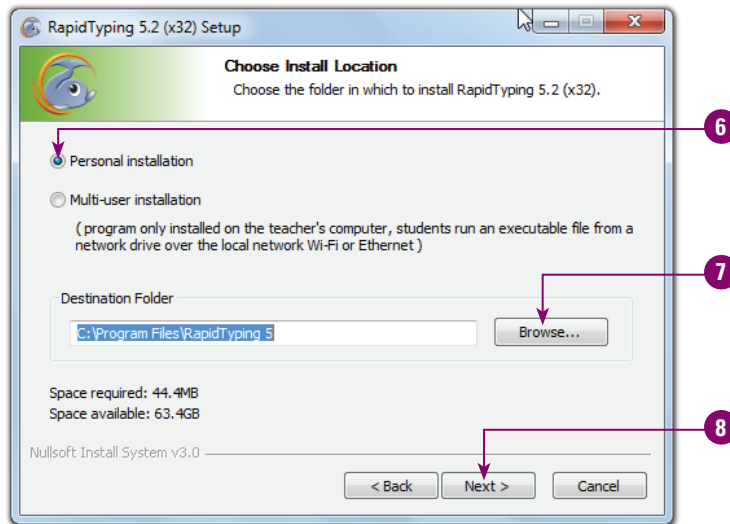 RapidTyping 5.2 (x32) Setup
Choose Install Location
Choose the folder in which to install RapidTyping 5.2 (x32).
6
Personal installation
Multi-user installation
( program only installed on the teacher's computer, students run an executable file from a
network drive over the local network Wi-Fi or Ethernet )
7
Destination Folder
C:\Program Files\RapidTyping 5
Browse...
Space required: 44.4MB
Space available: 63.4GB
8
Nullsoft Install System v3.0
< Back Next > Cancel